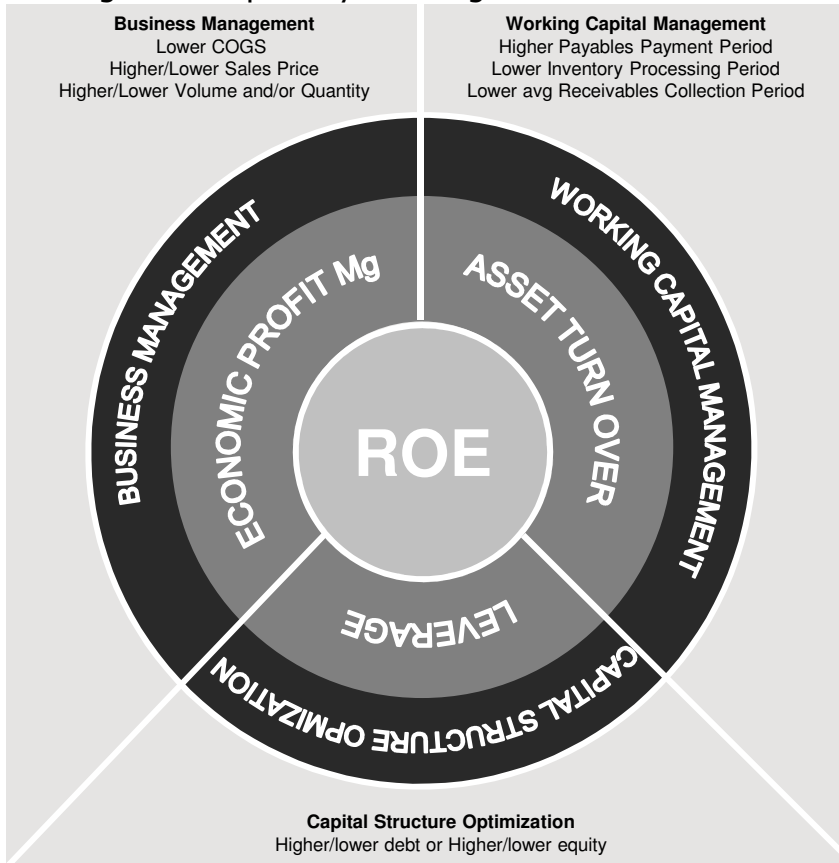 Business Management
Lower COGS
Higher/Lower Sales Price
Higher/Lower Volume and/or Quantity
Working Capital Management
Higher Payables Payment Period
Lower Inventory Processing Period
Lower avg Receivables Collection Period
BUSINESS MANAGEMENT
WORKING CAPITAL MANAGEMENT
ECONOMIC PROFIT Mg
ASSET TURN OVER
ROE
LEVERAGE
CAPITAL STRUCTURE OPMIZATION
Capital Structure Optimization
Higher/lower debt or Higher/lower equity